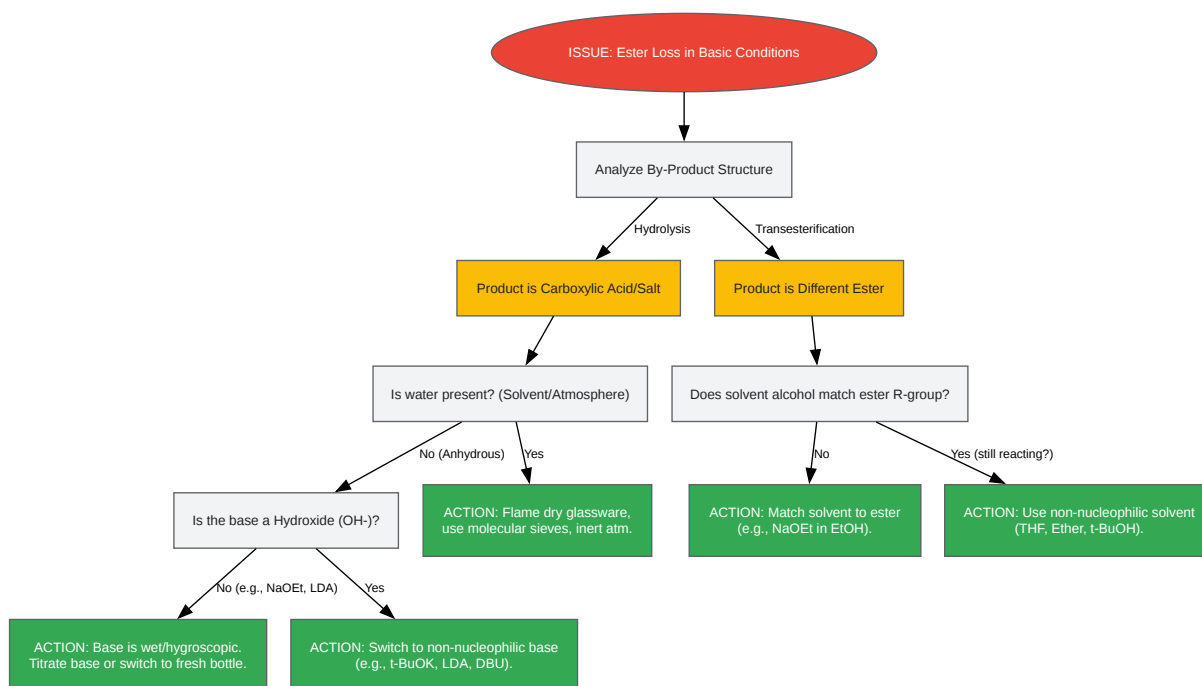 ISSUE: Ester Loss in Basic Conditions
Analyze By-Product Structure
Hydrolysis
Transesterification
Product is Carboxylic Acid/Salt
Product is Different Ester
Is water present? (Solvent/Atmosphere)
Does solvent alcohol match ester R-group?
No (Anhydrous)
Yes
No
Yes (still reacting?)
Is the base a Hydroxide (OH-)?
ACTION: Flame dry glassware,
use molecular sieves, inert atm.
ACTION: Match solvent to ester
(e.g., NaOEt in EtOH).
ACTION: Use non-nucleophilic solvent
(THF, Ether, t-BuOH).
No (e.g., NaOEt, LDA)
Yes
ACTION: Base is wet/hygroscopic.
Titrate base or switch to fresh bottle.
ACTION: Switch to non-nucleophilic base
(e.g., t-BuOK, LDA, DBU).